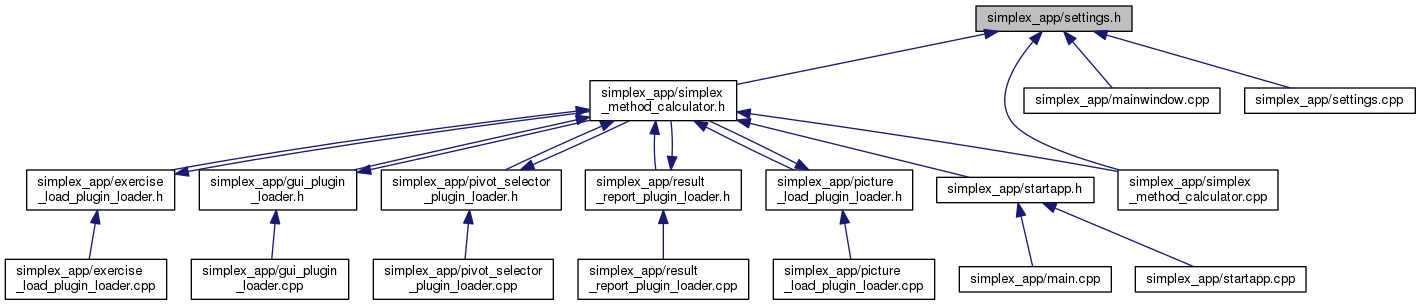 simplex_app/settings.h
simplex_app/simplex
_method_calculator.h
simplex_app/mainwindow.cpp
simplex_app/settings.cpp
simplex_app/exercise
_load_plugin_loader.h
simplex_app/gui_plugin
_loader.h
simplex_app/pivot_selector
_plugin_loader.h
simplex_app/result
_report_plugin_loader.h
simplex_app/picture
_load_plugin_loader.h
simplex_app/startapp.h
simplex_app/simplex
_method_calculator.cpp
simplex_app/exercise
_load_plugin_loader.cpp
simplex_app/gui_plugin
_loader.cpp
simplex_app/pivot_selector
_plugin_loader.cpp
simplex_app/result
_report_plugin_loader.cpp
simplex_app/picture
_load_plugin_loader.cpp
simplex_app/main.cpp
simplex_app/startapp.cpp